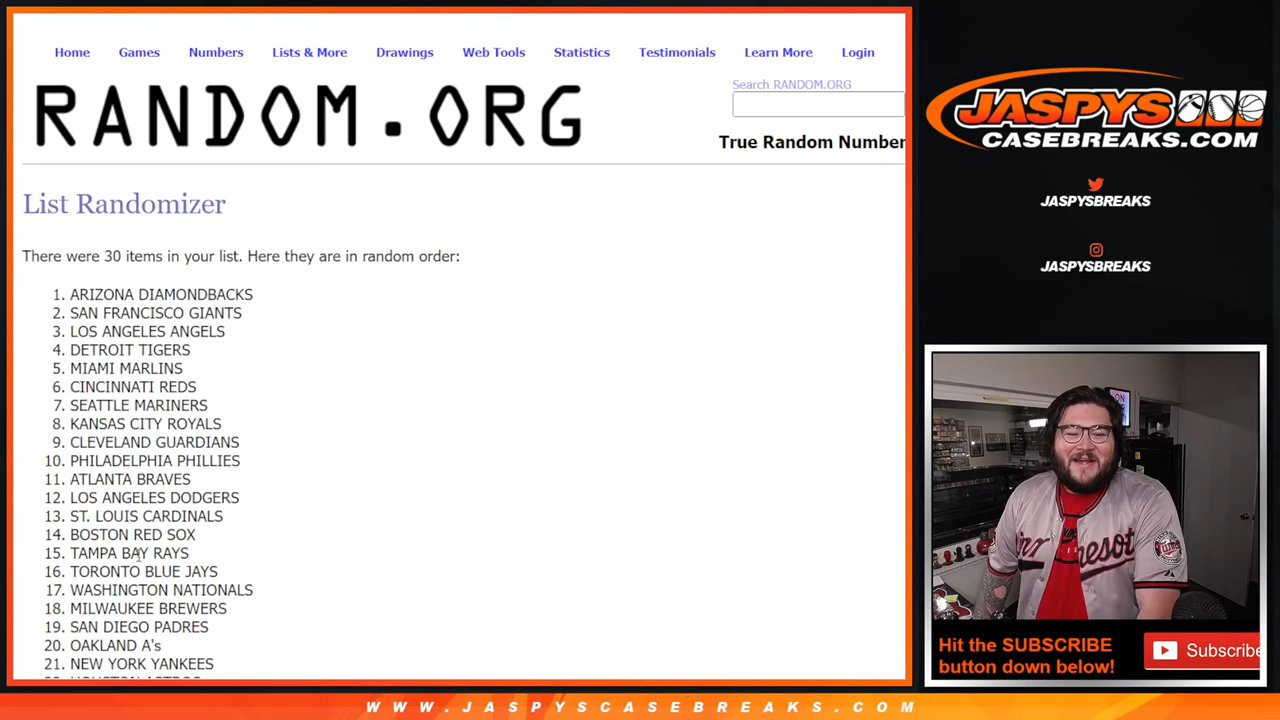 Home Games Numbers Lists & More Drawings Web Tools Statistics Testimonials Learn More Login
RANDOM.ORG
Search RANDOM.ORG
True Random Number
List Randomizer
There were 30 items in your list. Here they are in random order:
1. ARIZONA DIAMONDBACKS
2. SAN FRANCISCO GIANTS
3. LOS ANGELES ANGELS
4. DETROIT TIGERS
5. MIAMI MARLINS
6. CINCINNATI REDS
7. SEATTLE MARINERS
8. KANSAS CITY ROYALS
9. CLEVELAND GUARDIANS
10. PHILADELPHIA PHILLIES
11. ATLANTA BRAVES
12. LOS ANGELES DODGERS
13. ST. LOUIS CARDINALS
14. BOSTON RED SOX
15. TAMPA BAY RAYS
16. TORONTO BLUE JAYS
17. WASHINGTON NATIONALS
18. MILWAUKEE BREWERS
19. SAN DIEGO PADRES
20. OAKLAND A's
21. NEW YORK YANKEES
JASPYS
CASEBREAKS.COM
JASPYSBREAKS
JASPYSBREAKS
Hit the SUBSCRIBE
button down below!
Subscribe
WWW.JASPYSCASEBREAKS.COM